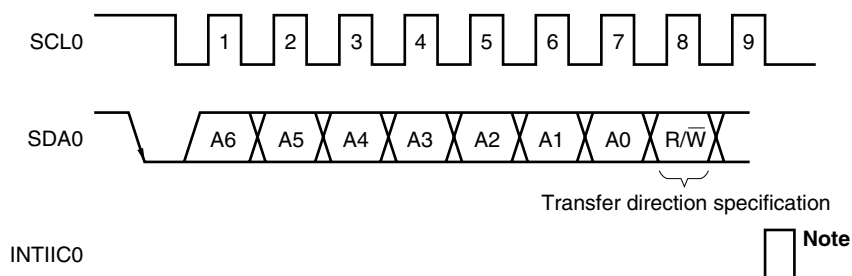 SCL0 1 2 3 4 5 6 7 8 9
SDA0 A6 A5 A4 A3 A2 A1 A0 R/W̅
Transfer direction specification
INTIIC0 Note